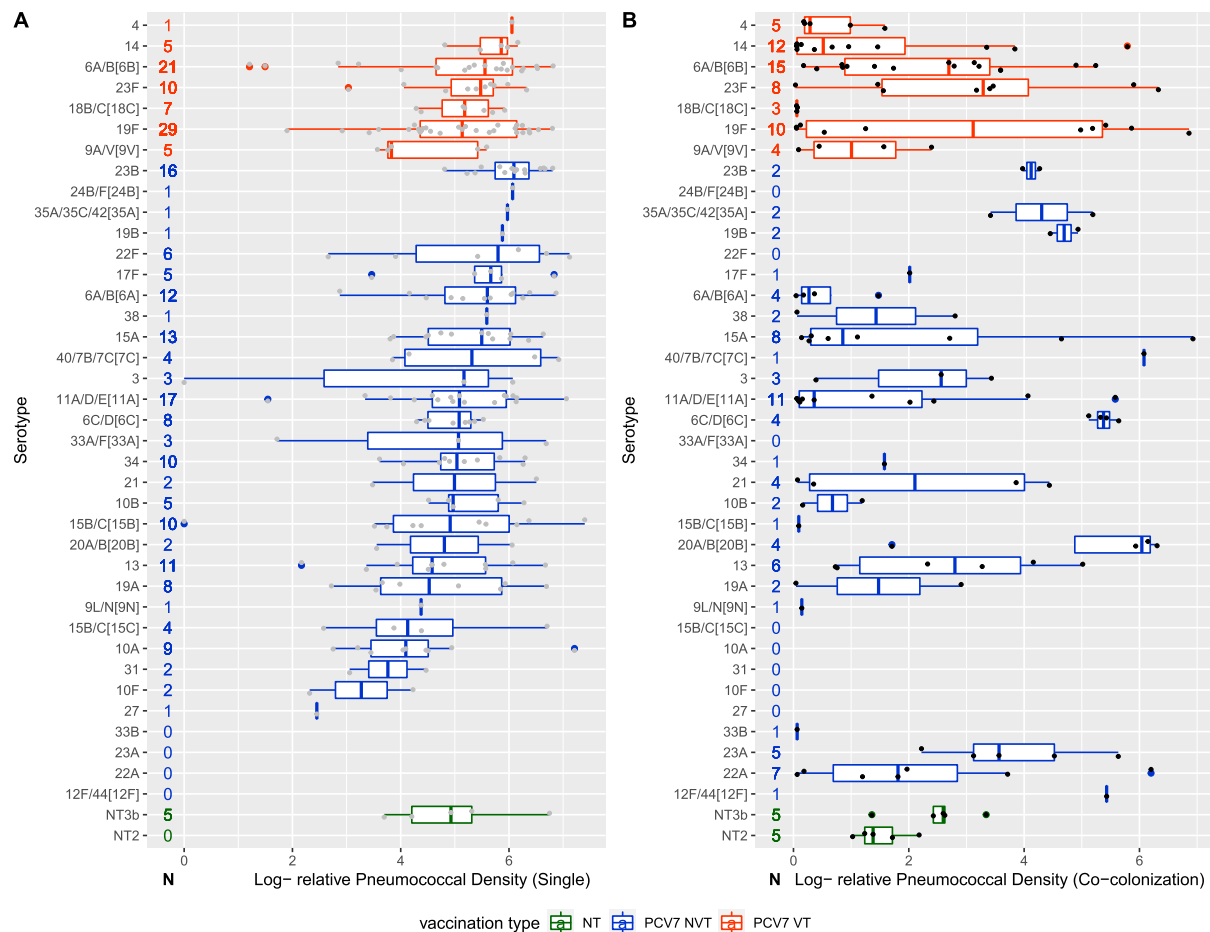 A
B
4 1
14 5
6A/B[6B] 21
23F 10
18B/C[18C] 7
19F 29
9A/V[9V] 5
23B 16
24B/F[24B] 1
35A/35C/42[35A] 1
19B 1
22F 6
17F 5
6A/B[6A] 12
38 1
15A 13
40/7B/7C[7C] 4
3 3
11A/D/E[11A] 17
6C/D[6C] 8
33A/F[33A] 3
34 10
21 2
10B 5
15B/C[15B] 10
20A/B[20B] 2
13 11
19A 8
9L/N[9N] 1
15B/C[15C] 4
10A 9
31 2
10F 2
27 1
33B 0
23A 0
22A 0
12F/44[12F] 0
NT3b 5
NT2 0
Serotype
0 2 4 6
N Log− relative Pneumococcal Density (Single)
4 5
14 12
6A/B[6B] 15
23F 8
18B/C[18C] 3
19F 10
9A/V[9V] 4
23B 2
24B/F[24B] 0
35A/35C/42[35A] 2
19B 2
22F 0
17F 1
6A/B[6A] 4
38 2
15A 8
40/7B/7C[7C] 1
3 3
11A/D/E[11A] 11
6C/D[6C] 4
33A/F[33A] 0
34 1
21 4
10B 2
15B/C[15B] 1
20A/B[20B] 4
13 6
19A 2
9L/N[9N] 1
15B/C[15C] 0
10A 0
31 0
10F 0
27 0
33B 1
23A 5
22A 7
12F/44[12F] 1
NT3b 5
NT2 5
Serotype
0 2 4 6
N Log− relative Pneumococcal Density (Co−colonization)
vaccination type a NT a PCV7 NVT a PCV7 VT